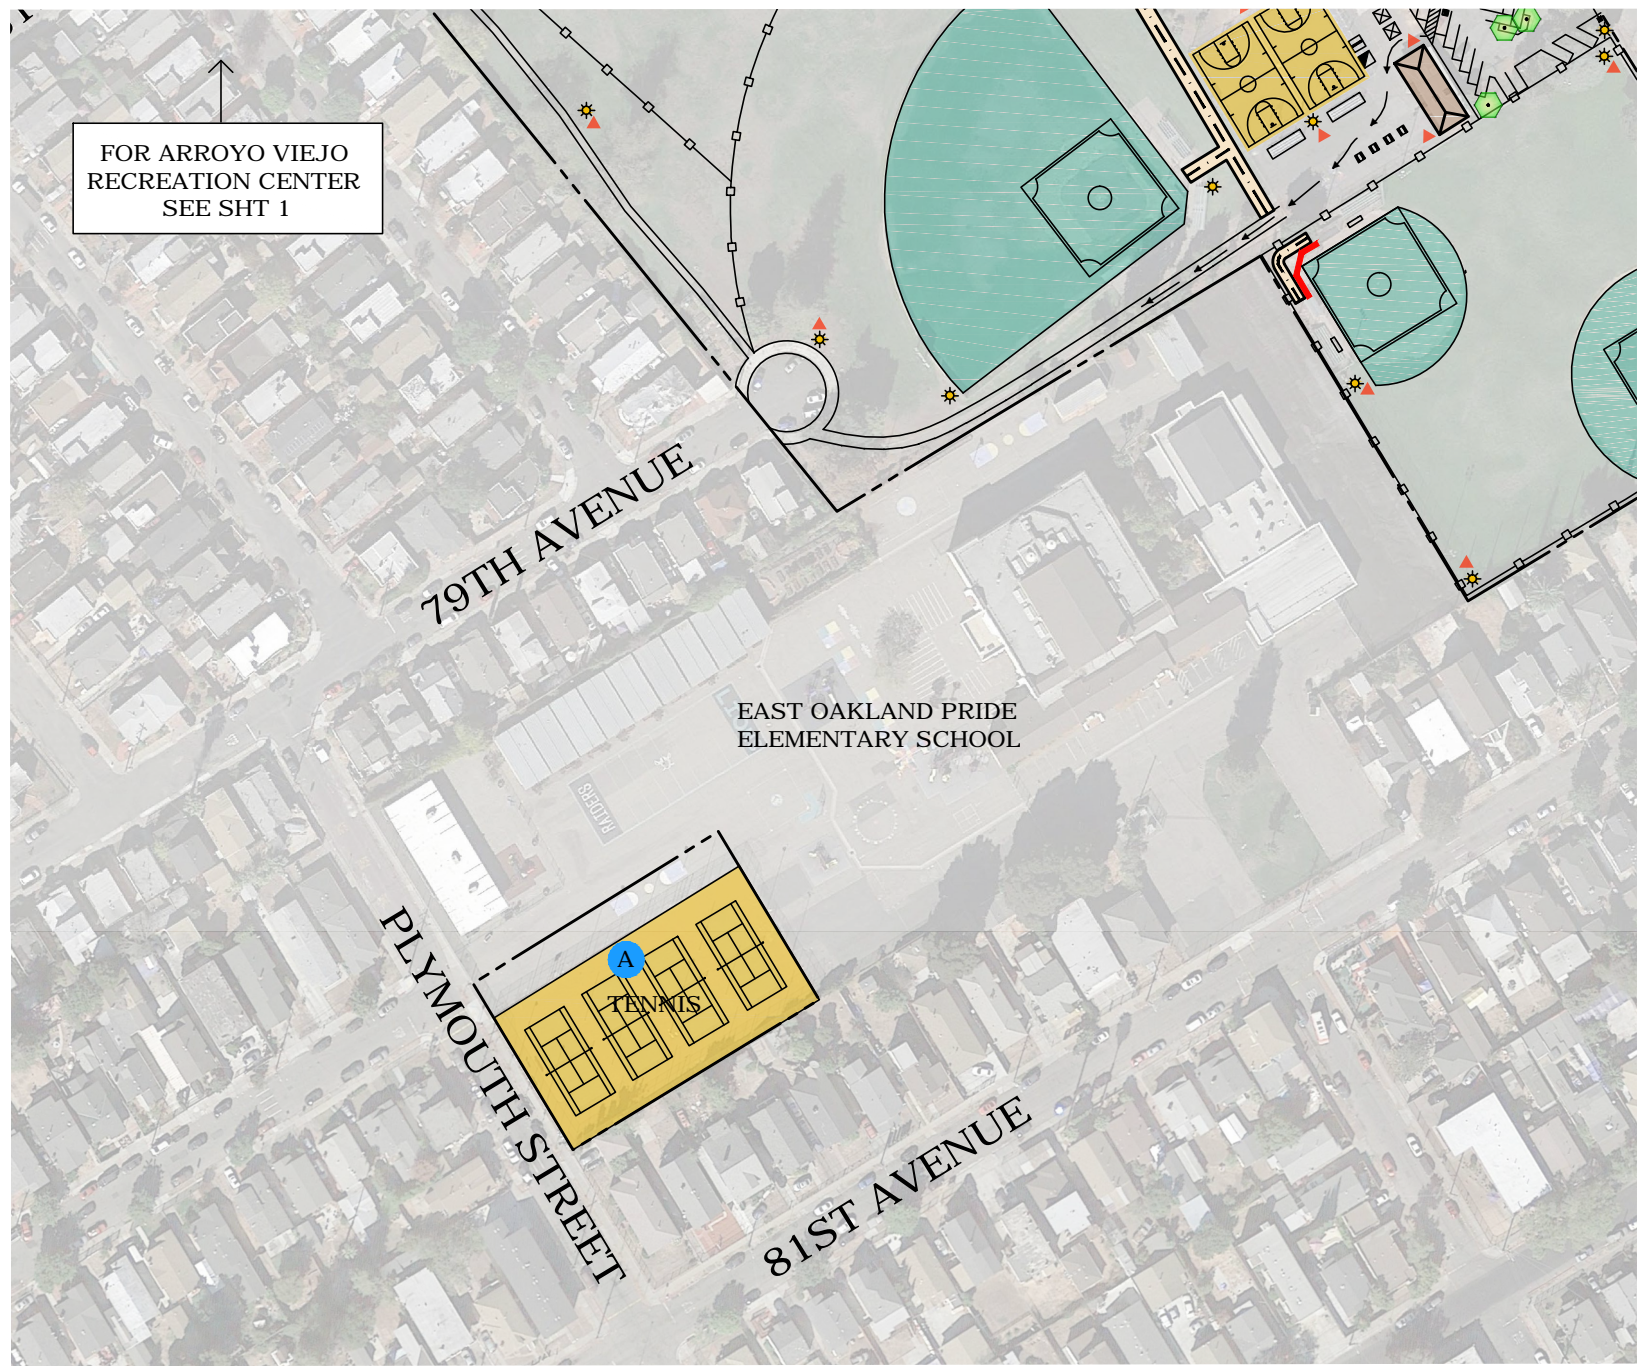 FOR ARROYO VIEJO
RECREATION CENTER
SEE SHT 1
79TH AVENUE
EAST OAKLAND PRIDE
ELEMENTARY SCHOOL
RAIDERS
PLYMOUTH STREET
A
TENNIS
81ST AVENUE